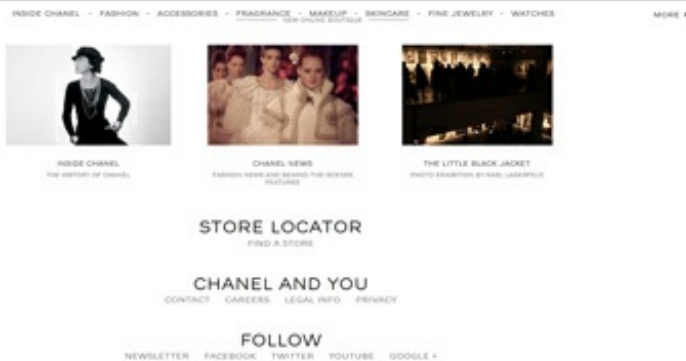 INSIDE CHANEL - FASHION - ACCESSORIES - FRAGRANCE - MAKEUP - SKINCARE - FINE JEWELRY - WATCHES
MORE
NEW ONLINE BOUTIQUE
INSIDE CHANEL
THE HISTORY OF CHANEL
CHANEL NEWS
FASHION NEWS AND BEHIND-THE-SCENES
FEATURES
THE LITTLE BLACK JACKET
PHOTO EXHIBITION BY KARL LAGERFELD
STORE LOCATOR
FIND A STORE
CHANEL AND YOU
CONTACT CAREERS LEGAL INFO PRIVACY
FOLLOW
NEWSLETTER FACEBOOK TWITTER YOUTUBE GOOGLE +